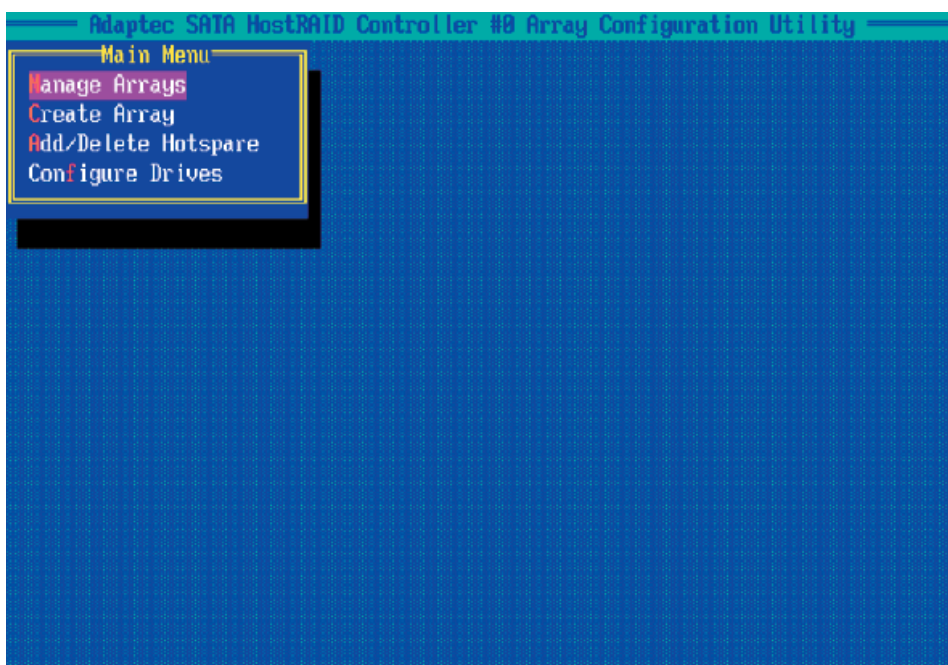 Adaptec SATA HostRAID Controller #0 Array Configuration Utility
Main Menu
Manage Arrays
Create Array
Add/Delete Hotspare
Configure Drives